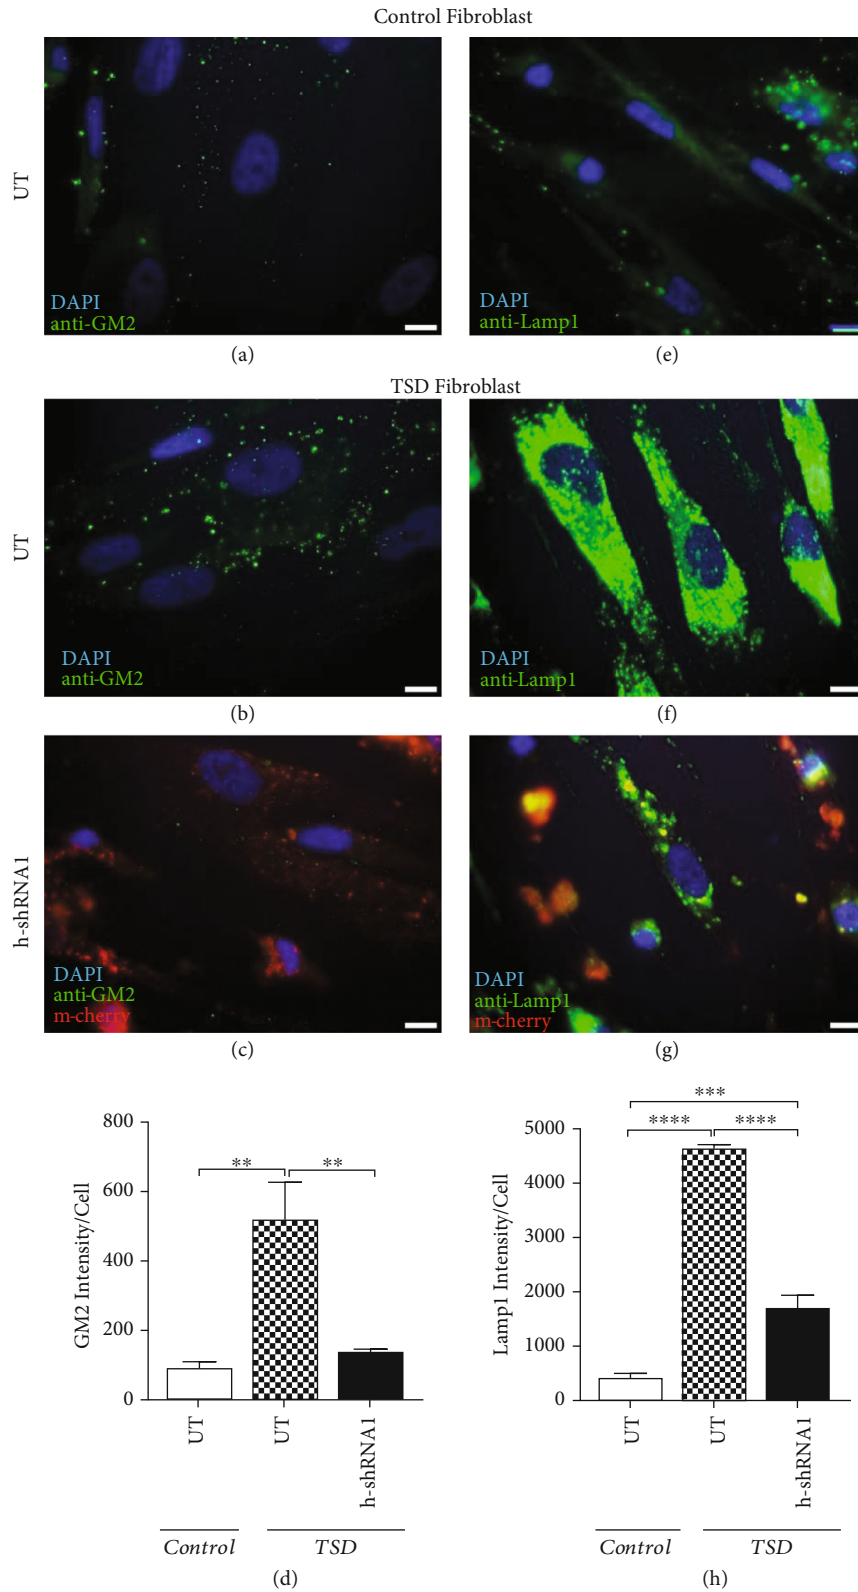 Control Fibroblast
UT
DAPI
anti-GM2
(a)
DAPI
anti-Lamp1
(e)
TSD Fibroblast
UT
DAPI
anti-GM2
(b)
DAPI
anti-Lamp1
(f)
h-shRNA1
DAPI
anti-GM2
m-cherry
(c)
DAPI
anti-Lamp1
m-cherry
(g)
GM2 Intensity/Cell
800
600
400
200
0
** **
UT
UT
h-shRNA1
Control TSD
(d)
Lamp1 Intensity/Cell
5000
4000
3000
2000
1000
0
***
**** ****
UT
UT
h-shRNA1
Control TSD
(h)